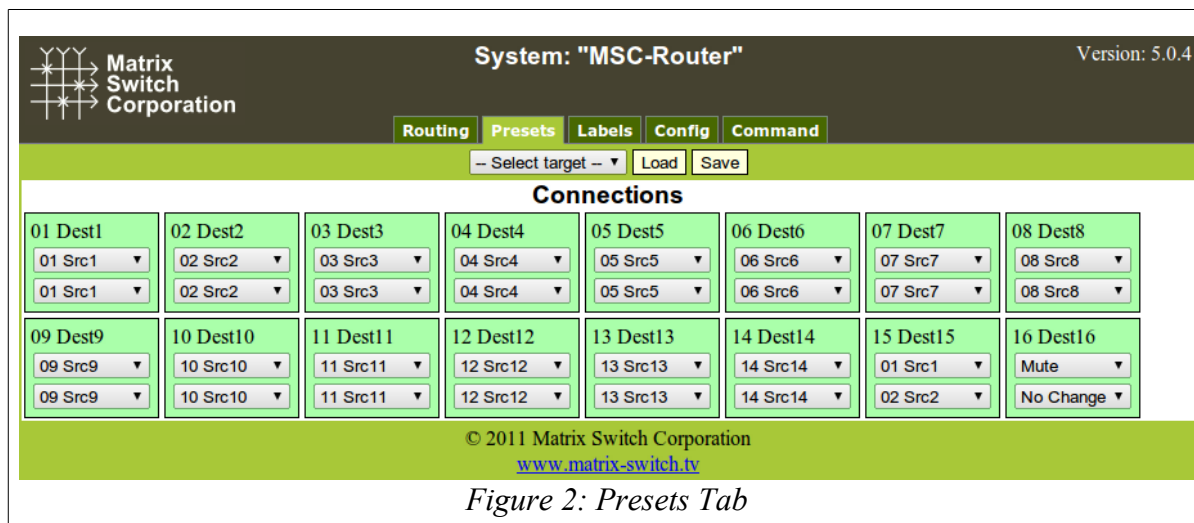 Matrix
Switch
Corporation
System: "MSC-Router"
Version: 5.0.4
Routing Presets Labels Config Command
-- Select target -- Load Save
Connections
01 Dest1 02 Dest2 03 Dest3 04 Dest4 05 Dest5 06 Dest6 07 Dest7 08 Dest8
01 Src1 02 Src2 03 Src3 04 Src4 05 Src5 06 Src6 07 Src7 08 Src8
01 Src1 02 Src2 03 Src3 04 Src4 05 Src5 06 Src6 07 Src7 08 Src8
09 Dest9 10 Dest10 11 Dest11 12 Dest12 13 Dest13 14 Dest14 15 Dest15 16 Dest16
09 Src9 10 Src10 11 Src11 12 Src12 13 Src13 14 Src14 01 Src1 Mute
09 Src9 10 Src10 11 Src11 12 Src12 13 Src13 14 Src14 02 Src2 No Change
© 2011 Matrix Switch Corporation
www.matrix-switch.tv
Figure 2: Presets Tab